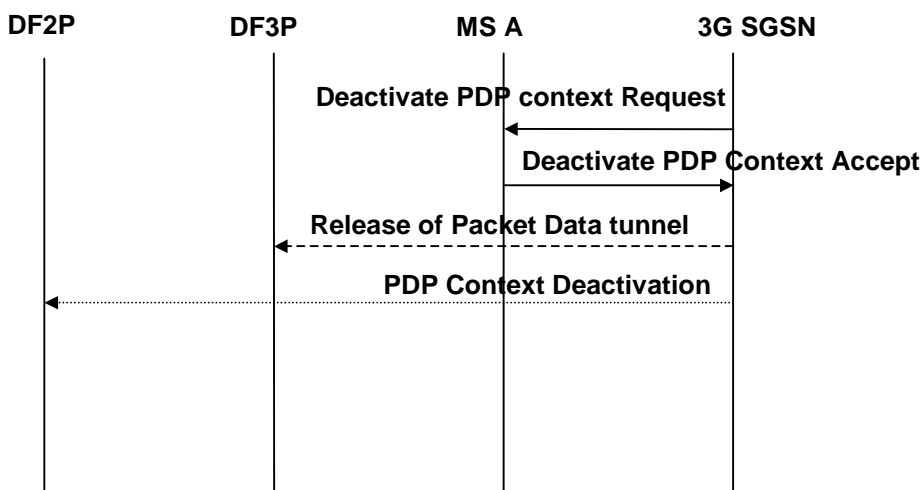 DF2P DF3P MS A 3G SGSN
Deactivate PDP context Request
Deactivate PDP Context Accept
Release of Packet Data tunnel
PDP Context Deactivation